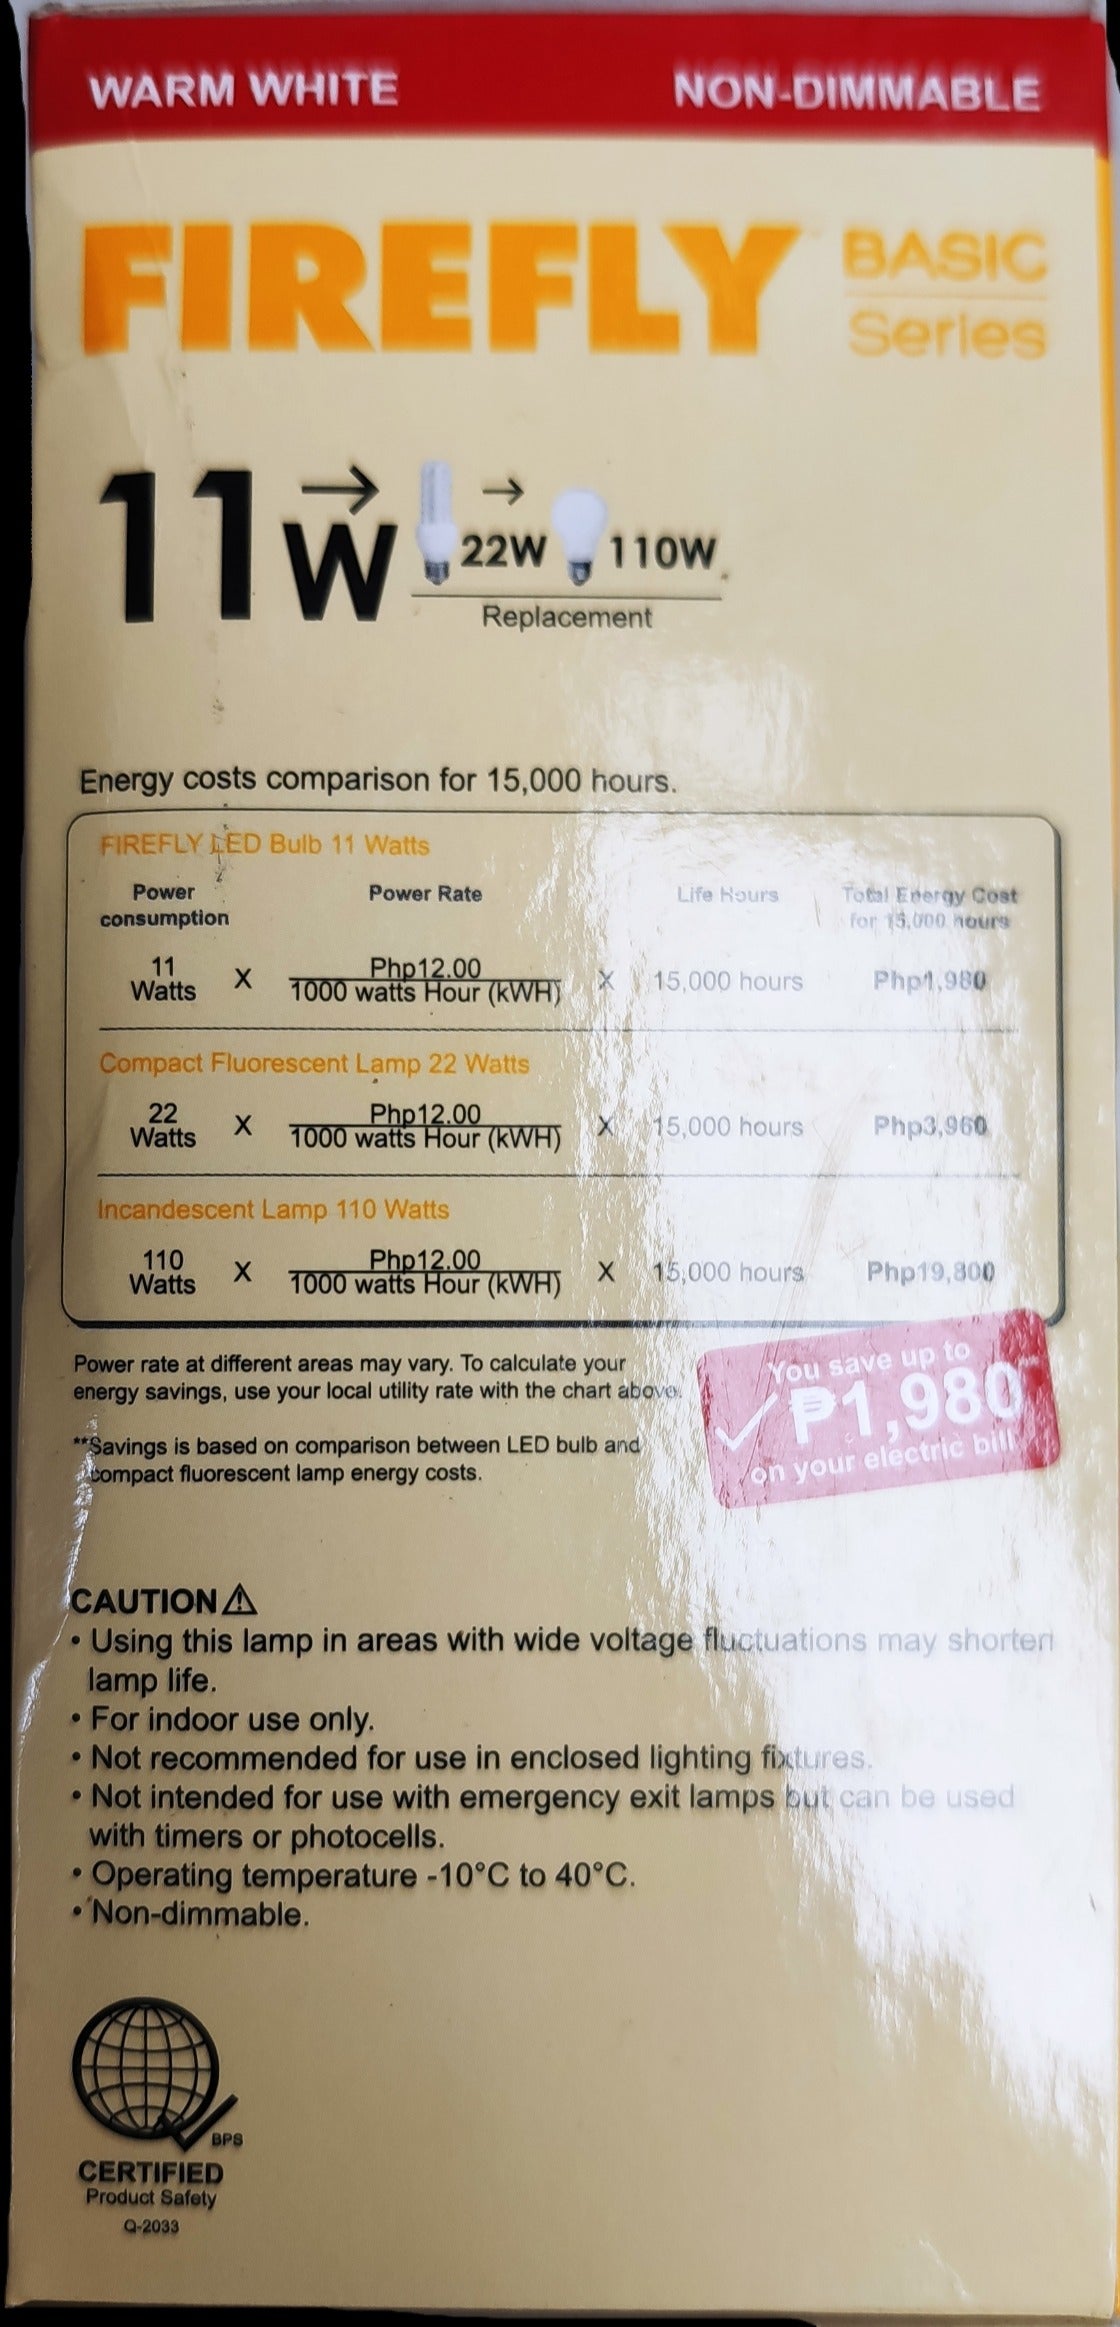 WARM WHITE NON-DIMMABLE
FIREFLY BASIC
Series
11W 22W 110W
Replacement
Energy costs comparison for 15,000 hours.
FIREFLY LED Bulb 11 Watts
Power Power Rate Life Hours Total Energy Cost
consumption for 15,000 hours
11 Php12.00
Watts X 1000 watts Hour (kWH) X 15,000 hours Php1,980
Compact Fluorescent Lamp 22 Watts
22 Php12.00
Watts X 1000 watts Hour (kWH) X 15,000 hours Php3,960
Incandescent Lamp 110 Watts
110 Php12.00
Watts X 1000 watts Hour (kWH) X 15,000 hours Php19,800
Power rate at different areas may vary. To calculate your
energy savings, use your local utility rate with the chart above.
**Savings is based on comparison between LED bulb and
compact fluorescent lamp energy costs.
You save up to
₱1,980**
on your electric bill
CAUTION
• Using this lamp in areas with wide voltage fluctuations may shorten
lamp life.
• For indoor use only.
• Not recommended for use in enclosed lighting fixtures.
• Not intended for use with emergency exit lamps but can be used
with timers or photocells.
• Operating temperature -10°C to 40°C.
• Non-dimmable.
BPS
CERTIFIED
Product Safety
Q-2033